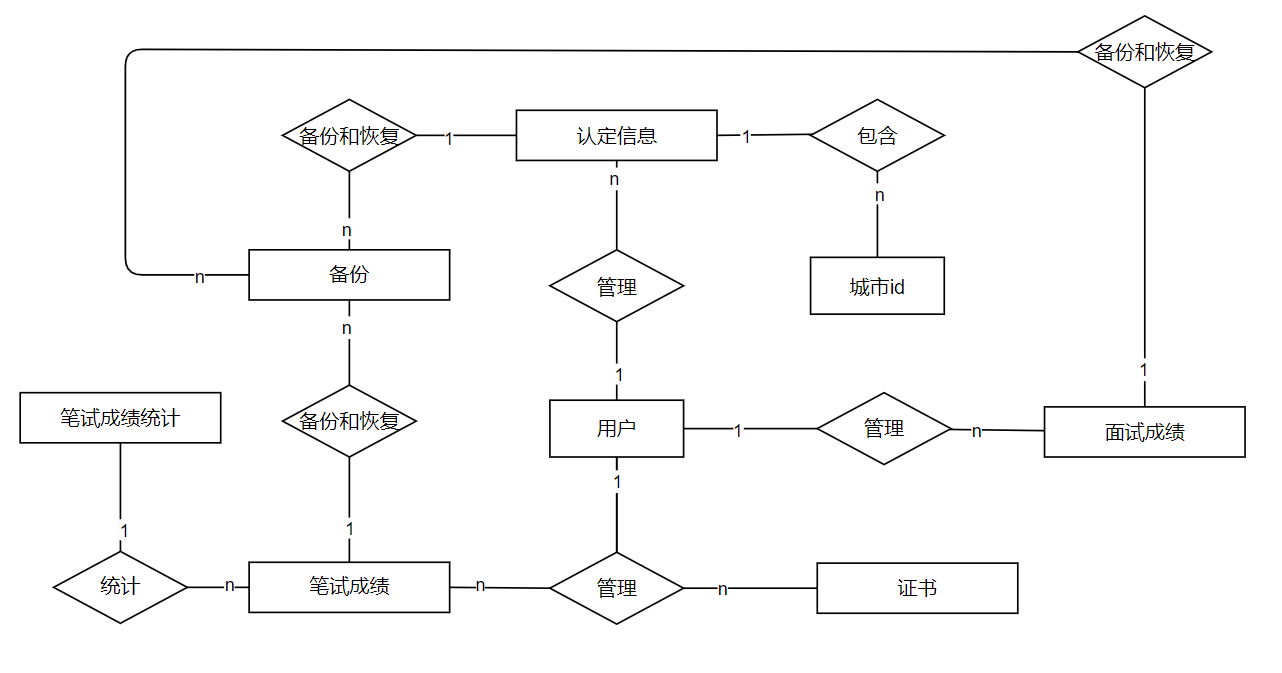 备份和恢复
备份和恢复
1
认定信息
1
包含
n
n
n
备份
n
管理
城市id
n
1
1
笔试成绩统计
备份和恢复
用户
1
管理
n
面试成绩
1
1
1
统计
n
笔试成绩
n
管理
n
证书